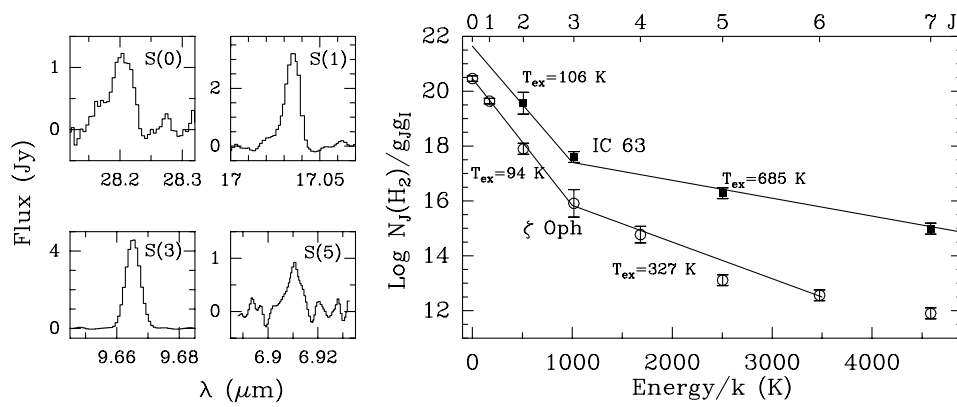 S(0)
S(1)
1
0
2
0
28.2
28.3
17
17.05
Flux (Jy)
S(3)
S(5)
4
2
0
1
0
9.66
9.68
6.9
6.92
λ (μm)
0 1 2 3 4 5 6 7 J
22
20
18
16
14
12
Log N_J(H₂)/g_Jg_I
T_ex=106 K
IC 63
T_ex=94 K
T_ex=685 K
ζ Oph
T_ex=327 K
0 1000 2000 3000 4000
Energy/k (K)